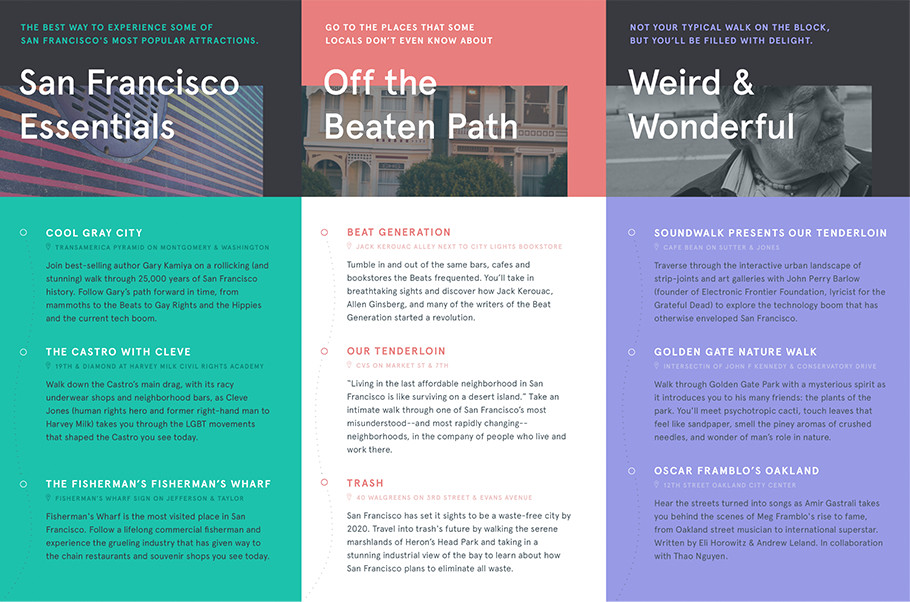 THE BEST WAY TO EXPERIENCE SOME OF
SAN FRANCISCO'S MOST POPULAR ATTRACTIONS.
San Francisco
Essentials
COOL GRAY CITY
TRANSAMERICA PYRAMID ON MONTGOMERY & WASHINGTON
Join best-selling author Gary Kamiya on a rollicking (and
stunning) walk through 25,000 years of San Francisco
history. Follow Gary's path forward in time, from
mammoths to the Beats to Gay Rights and the Hippies
and the current tech boom.
THE CASTRO WITH CLEVE
19TH & DIAMOND AT HARVEY MILK CIVIL RIGHTS ACADEMY
Walk down the Castro's main drag, with its racy
underwear shops and neighborhood bars, as Cleve
Jones (human rights hero and former right-hand man to
Harvey Milk) takes you through the LGBT movements
that shaped the Castro you see today.
THE FISHERMAN'S FISHERMAN'S WHARF
FISHERMAN'S WHARF SIGN ON JEFFERSON & TAYLOR
Fisherman's Wharf is the most visited place in San
Francisco. Follow a lifelong commercial fisherman and
experience the grueling industry that has given way to
the chain restaurants and souvenir shops you see today.
GO TO THE PLACES THAT SOME
LOCALS DON'T EVEN KNOW ABOUT
Off the
Beaten Path
BEAT GENERATION
JACK KEROUAC ALLEY NEXT TO CITY LIGHTS BOOKSTORE
Tumble in and out of the same bars, cafes and
bookstores the Beats frequented. You'll take in
breathtaking sights and discover how Jack Kerouac,
Allen Ginsberg, and many of the writers of the Beat
Generation started a revolution.
OUR TENDERLOIN
CVS ON MARKET ST & 7TH
"Living in the last affordable neighborhood in San
Francisco is like surviving on a desert island." Take an
intimate walk through one of San Francisco's most
misunderstood--and most rapidly changing--
neighborhoods, in the company of people who live and
work there.
TRASH
40 WALGREENS ON 3RD STREET & EVANS AVENUE
San Francisco has set it sights to be a waste-free city by
2020. Travel into trash's future by walking the serene
marshlands of Heron's Head Park and taking in a
stunning industrial view of the bay to learn about how
San Francisco plans to eliminate all waste.
NOT YOUR TYPICAL WALK ON THE BLOCK,
BUT YOU'LL BE FILLED WITH DELIGHT.
Weird &
Wonderful
SOUNDWALK PRESENTS OUR TENDERLOIN
CAFE BEAN ON SUTTER & JONES
Traverse through the interactive urban landscape of
strip-joints and art galleries with John Perry Barlow
(founder of Electronic Frontier Foundation, lyricist for the
Grateful Dead) to explore the technology boom that has
otherwise enveloped San Francisco.
GOLDEN GATE NATURE WALK
INTERSECTIN OF JOHN F KENNEDY & CONSERVATORY DRIVE
Walk through Golden Gate Park with a mysterious spirit as
it introduces you to his many friends: the plants of the
park. You'll meet psychotropic cacti, touch leaves that
feel like sandpaper, smell the piney aromas of crushed
needles, and wonder of man's role in nature.
OSCAR FRAMBLO'S OAKLAND
12TH STREET OAKLAND CITY CENTER
Hear the streets turned into songs as Amir Gastrali takes
you behind the scenes of Meg Framblo's rise to fame,
from Oakland street musician to international superstar.
Written by Eli Horowitz & Andrew Leland. In collaboration
with Thao Nguyen.